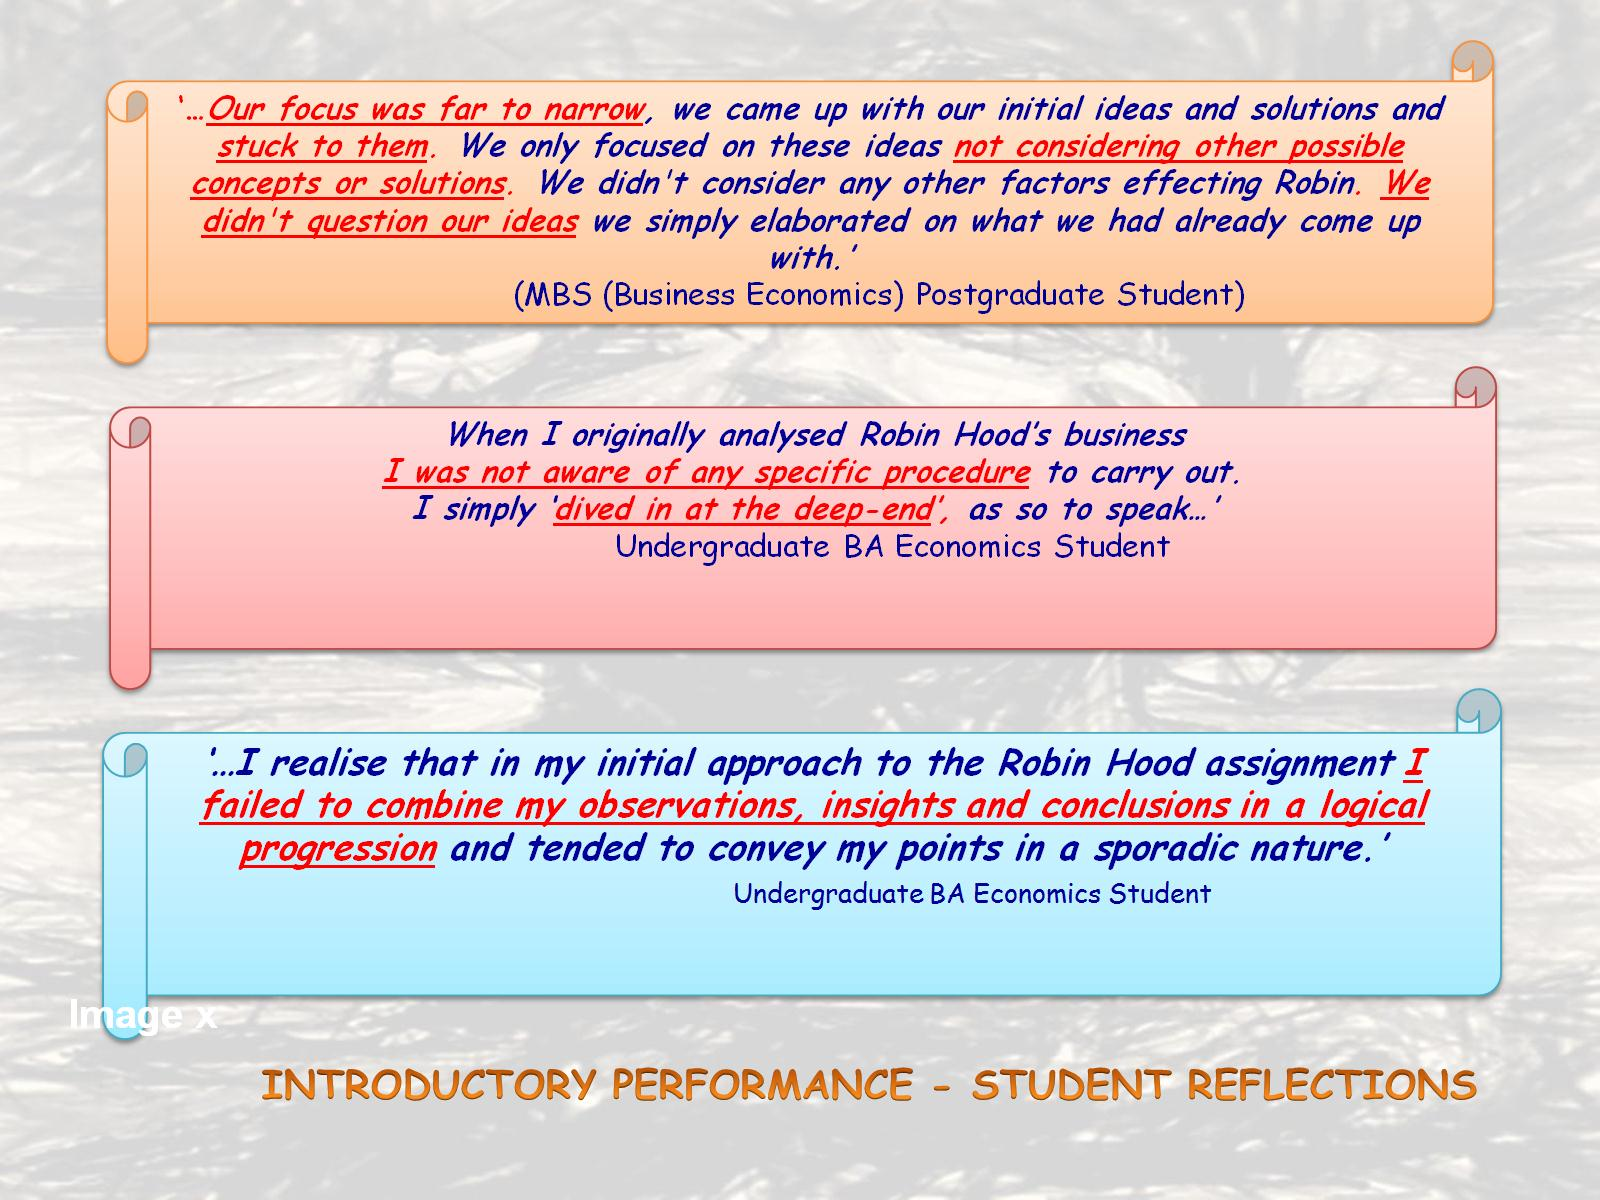 ‘…Our focus was far to narrow, we came up with our initial ideas and solutions and
stuck to them. We only focused on these ideas not considering other possible
concepts or solutions. We didn't consider any other factors effecting Robin. We
didn't question our ideas we simply elaborated on what we had already come up
with.’
(MBS (Business Economics) Postgraduate Student)
When I originally analysed Robin Hood’s business
I was not aware of any specific procedure to carry out.
I simply ‘dived in at the deep-end’, as so to speak…’
Undergraduate BA Economics Student
‘…I realise that in my initial approach to the Robin Hood assignment I
failed to combine my observations, insights and conclusions in a logical
progression and tended to convey my points in a sporadic nature.’
Undergraduate BA Economics Student
Image x
INTRODUCTORY PERFORMANCE - STUDENT REFLECTIONS